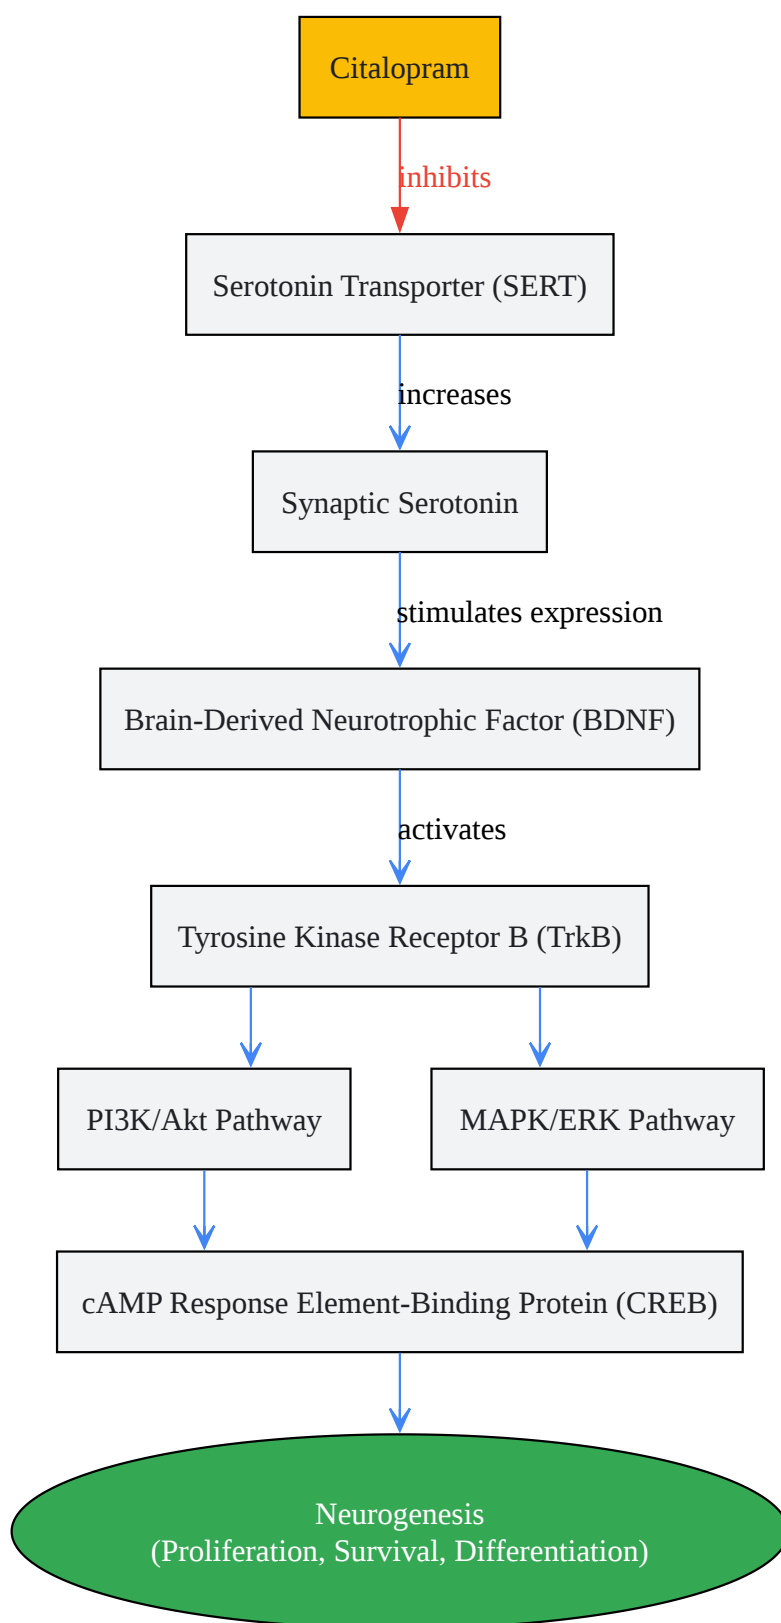 Citalopram
inhibits
Serotonin Transporter (SERT)
increases
Synaptic Serotonin
stimulates expression
Brain-Derived Neurotrophic Factor (BDNF)
activates
Tyrosine Kinase Receptor B (TrkB)
PI3K/Akt Pathway
MAPK/ERK Pathway
cAMP Response Element-Binding Protein (CREB)
Neurogenesis
(Proliferation, Survival, Differentiation)